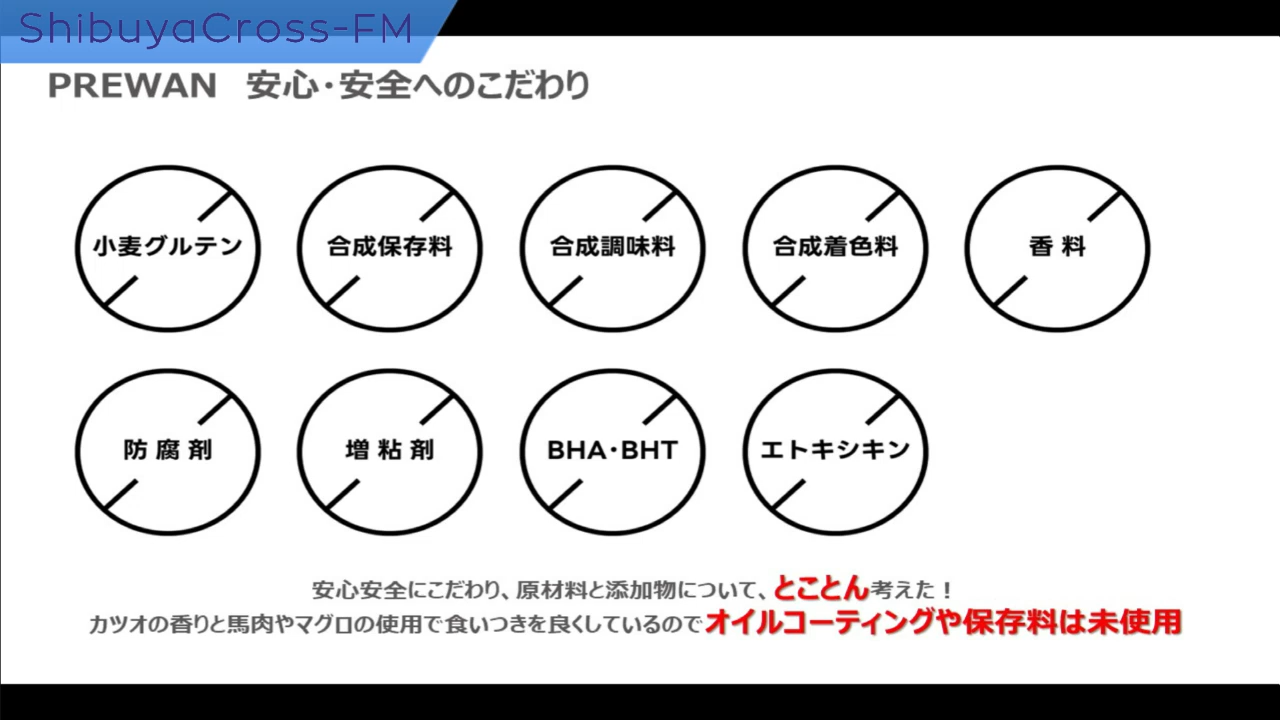 ShibuyaCross-FM
PREWAN 安心・安全へのこだわり
小麦グルテン
合成保存料
合成調味料
合成着色料
香料
防腐剤
増粘剤
BHA・BHT
エトキシキン
安心安全にこだわり、原材料と添加物について、とことん考えた！
カツオの香りと馬肉やマグロの使用で食いつきを良くしているのでオイルコーティングや保存料は未使用